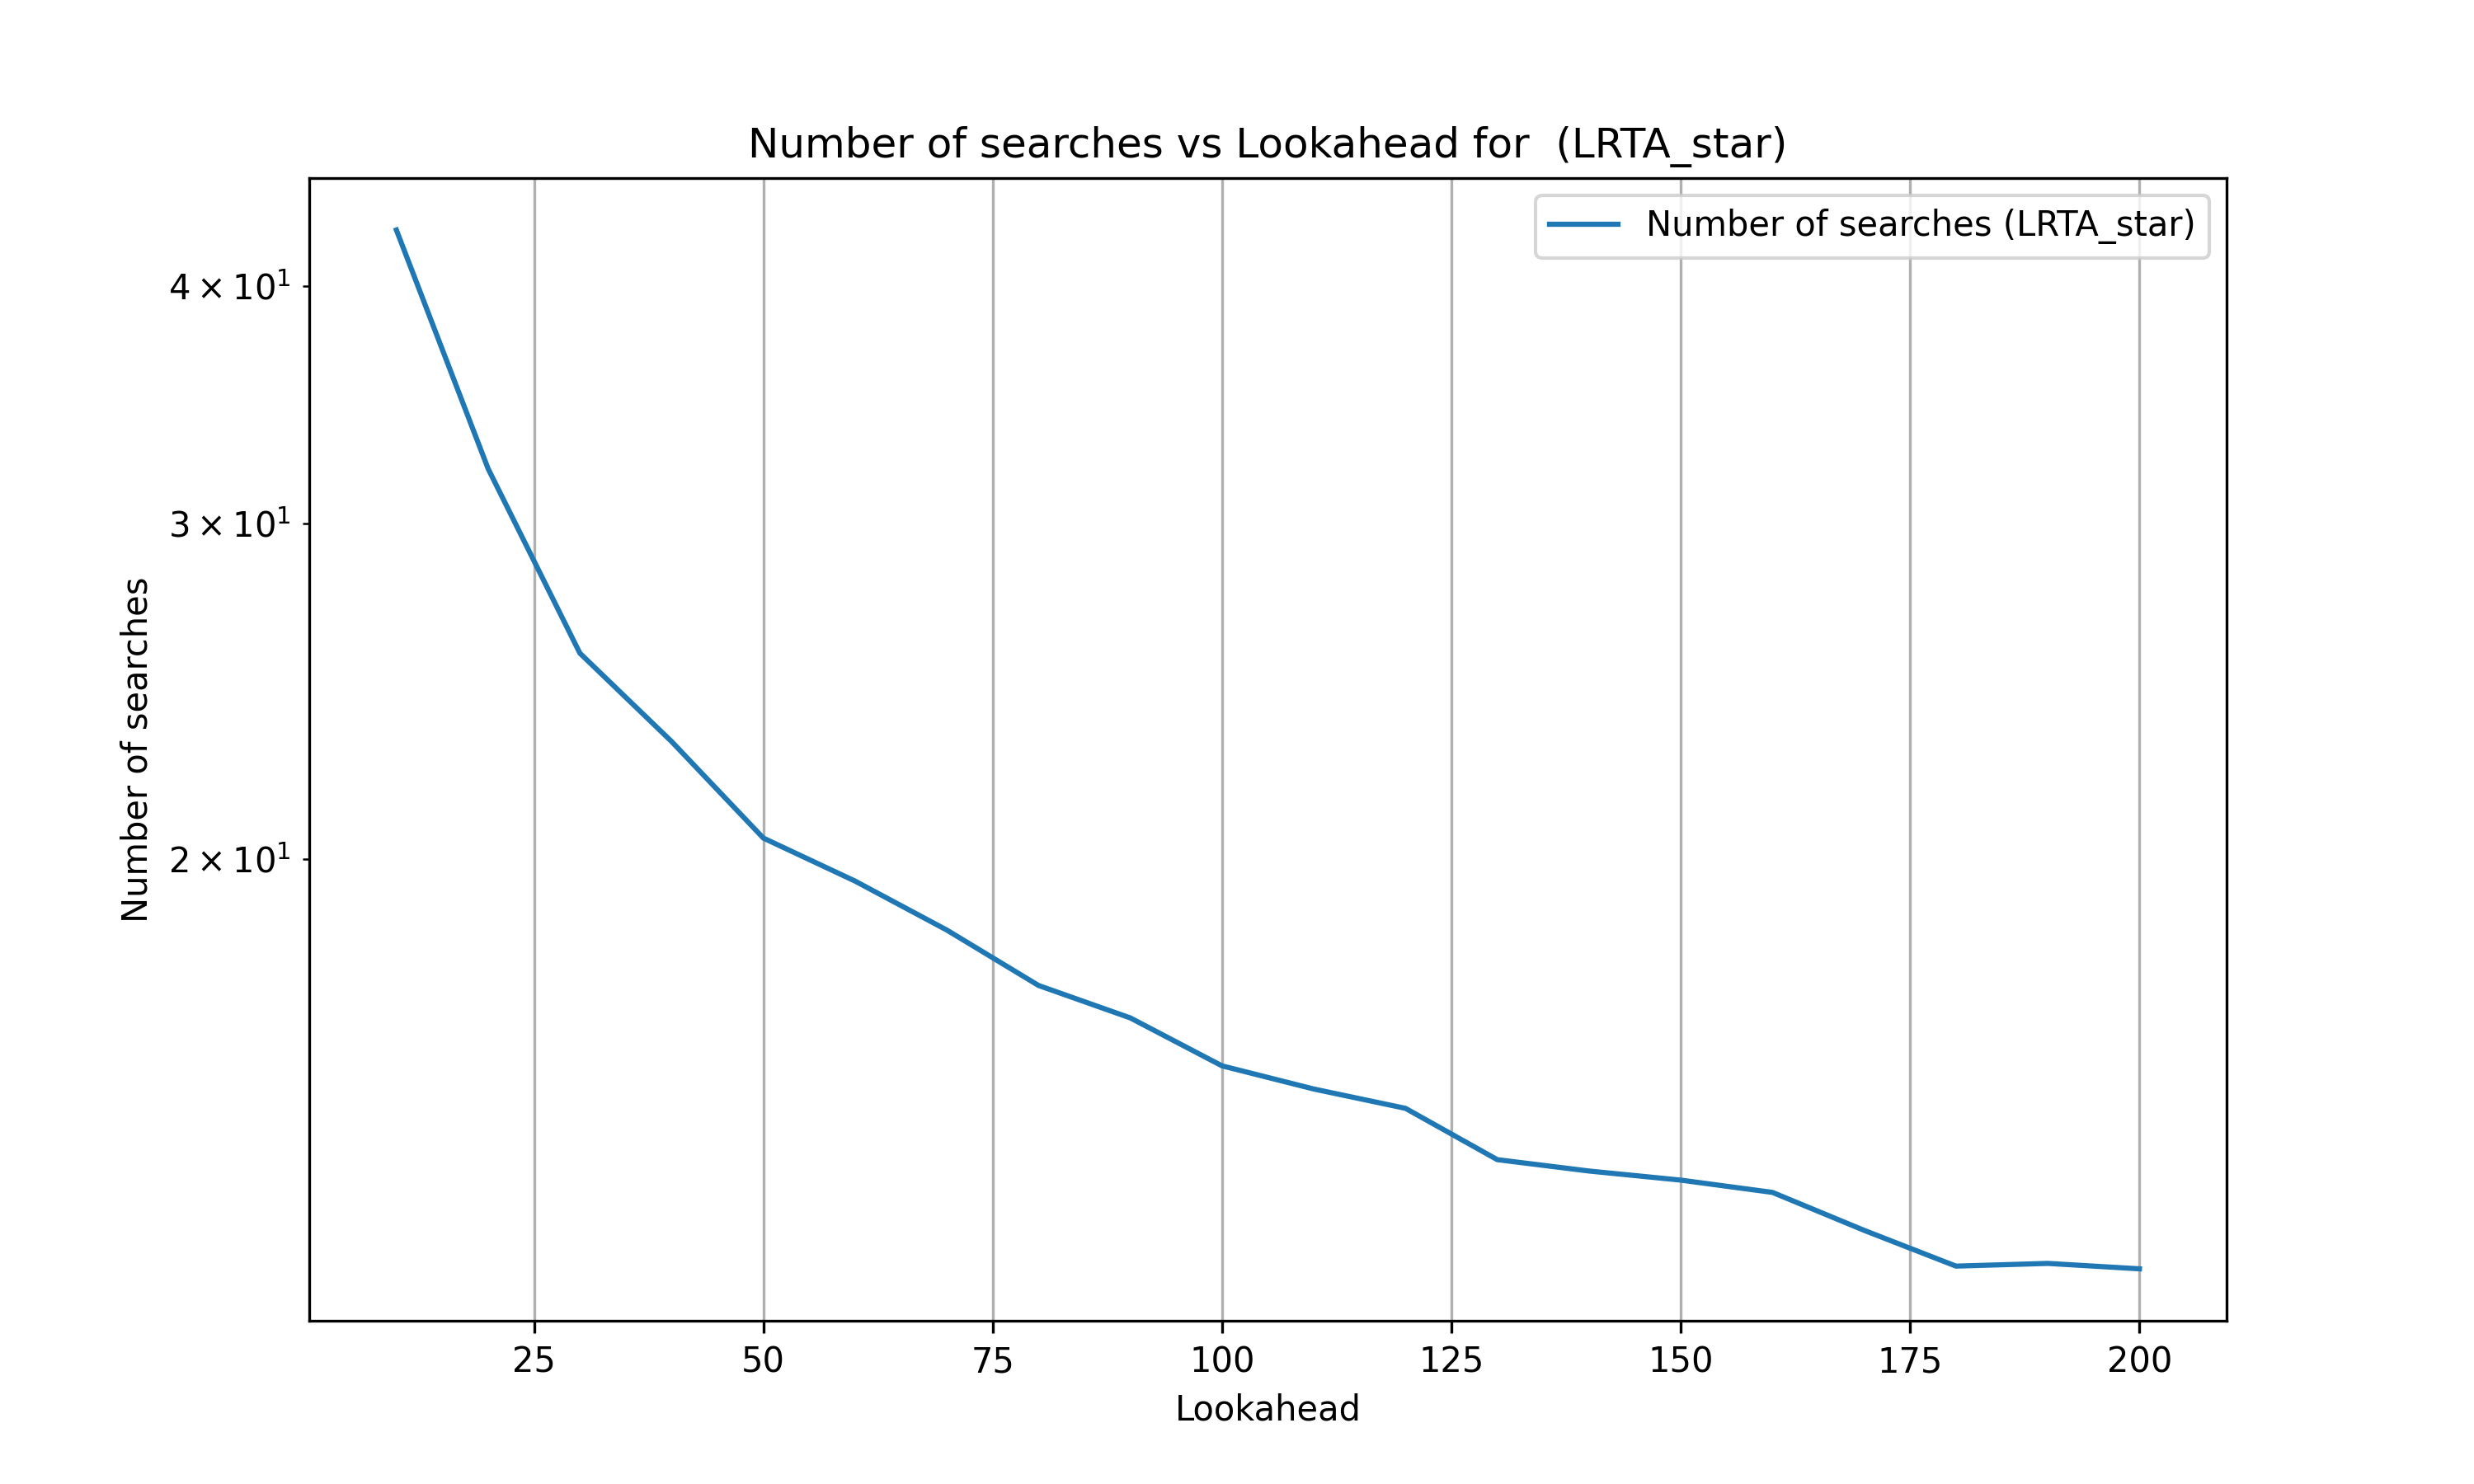 Number of searches vs Lookahead for  (LRTA_star)
Number of searches (LRTA_star)
4 × 10¹
3 × 10¹
2 × 10¹
Number of searches
25 50 75 100 125 150 175 200
Lookahead